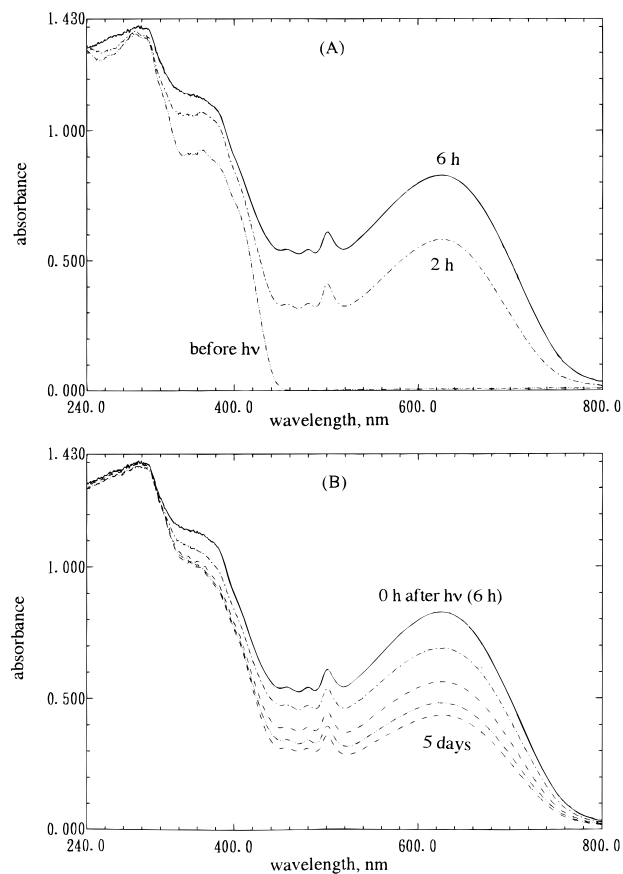 1.430
(A)
1.000
absorbance
6 h
0.500
2 h
before hν
0.000
240.0
400.0
600.0
800.0
wavelength, nm
1.430
(B)
1.000
absorbance
0 h after hν (6 h)
0.500
5 days
0.000
240.0
400.0
600.0
800.0
wavelength, nm